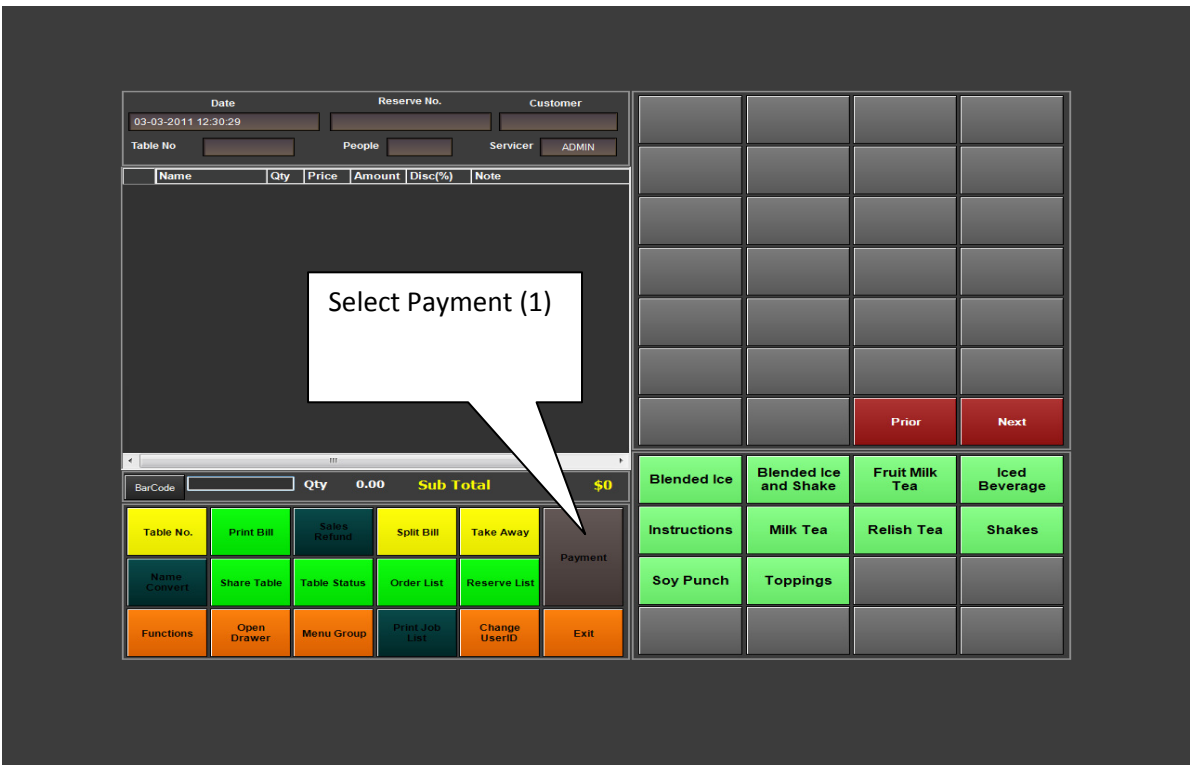 Date Reserve No. Customer
03-03-2011 12:30:29
Table No People Servicer ADMIN
Name Qty Price Amount Disc(%) Note
Select Payment (1)
BarCode Qty 0.00 Sub Total $0
Table No. Print Bill Sales Refund Split Bill Take Away Payment
Name Convert Share Table Table Status Order List Reserve List
Functions Open Drawer Menu Group Print Job List Change UserID Exit
Prior Next
Blended Ice Blended Ice and Shake Fruit Milk Tea Iced Beverage
Instructions Milk Tea Relish Tea Shakes
Soy Punch Toppings